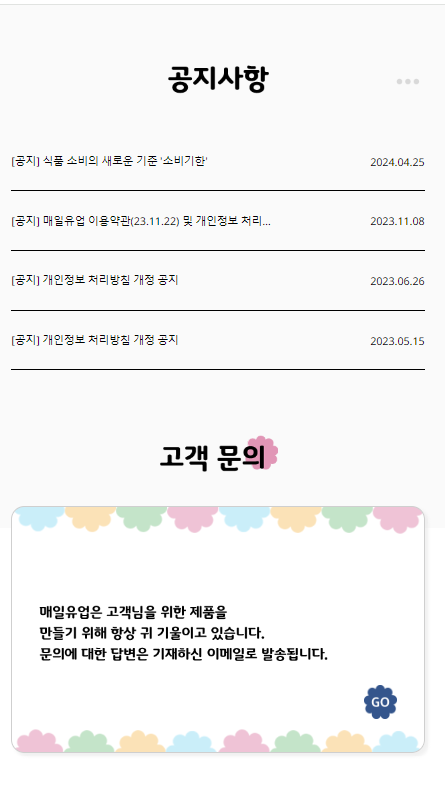 공지사항
[공지] 식품 소비의 새로운 기준 '소비기한'
2024.04.25
[공지] 매일유업 이용약관(23.11.22) 및 개인정보 처리...
2023.11.08
[공지] 개인정보 처리방침 개정 공지
2023.06.26
[공지] 개인정보 처리방침 개정 공지
2023.05.15
고객 문의
매일유업은 고객님을 위한 제품을
만들기 위해 항상 귀 기울이고 있습니다.
문의에 대한 답변은 기재하신 이메일로 발송됩니다.
GO